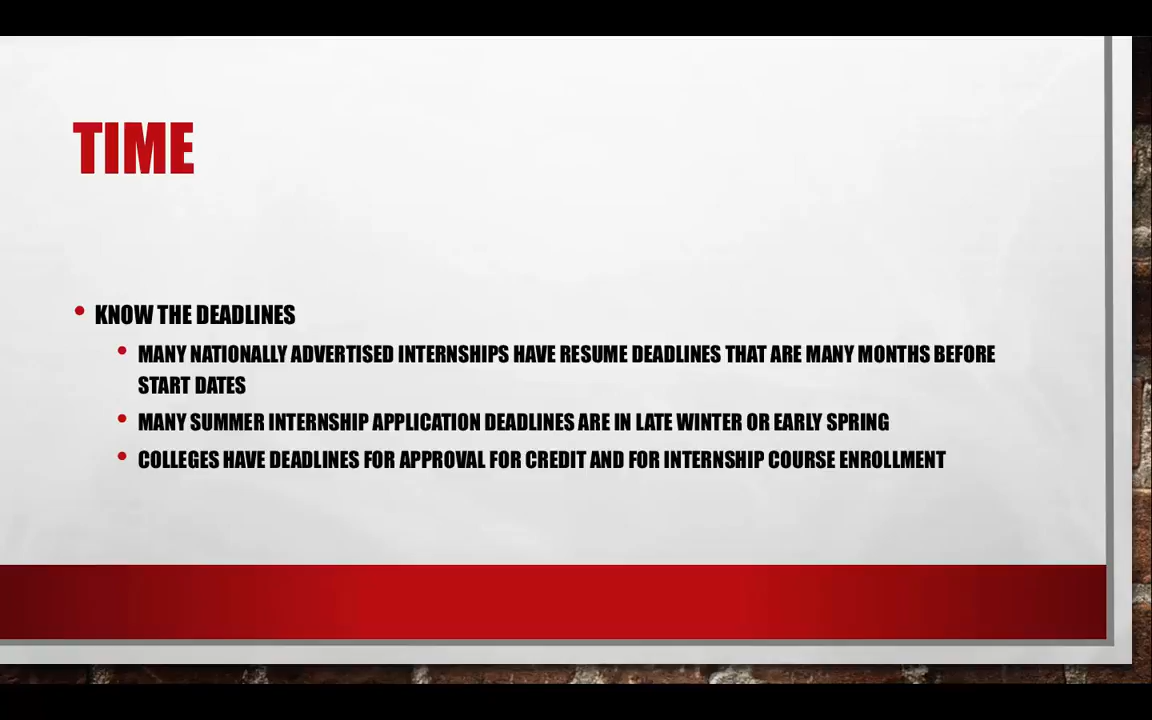 TIME
• KNOW THE DEADLINES
• MANY NATIONALLY ADVERTISED INTERNSHIPS HAVE RESUME DEADLINES THAT ARE MANY MONTHS BEFORE
START DATES
• MANY SUMMER INTERNSHIP APPLICATION DEADLINES ARE IN LATE WINTER OR EARLY SPRING
• COLLEGES HAVE DEADLINES FOR APPROVAL FOR CREDIT AND FOR INTERNSHIP COURSE ENROLLMENT